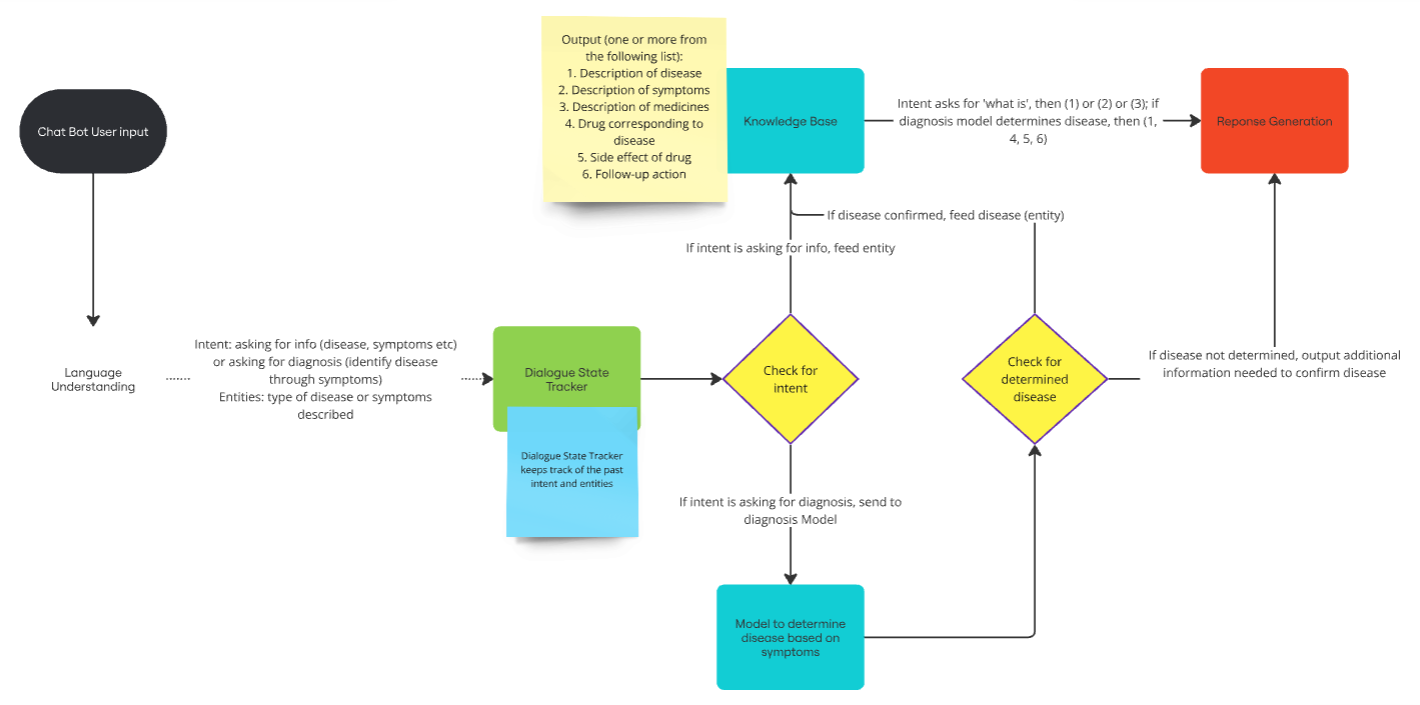 Output (one or more from
the following list):
1. Description of disease
2. Description of symptoms
3. Description of medicines
4. Drug corresponding to
disease
5. Side effect of drug
6. Follow-up action
Chat Bot User input
Knowledge Base
Intent asks for 'what is', then (1) or (2) or (3); if
diagnosis model determines disease, then (1,
4, 5, 6)
Reponse Generation
If disease confirmed, feed disease (entity)
If intent is asking for info, feed entity
Language
Understanding
Intent: asking for info (disease, symptoms etc)
or asking for diagnosis (identify disease
through symptoms)
Entities: type of disease or symptoms
described
Dialogue State
Tracker
Dialogue State Tracker
keeps track of the past
intent and entities
Check for
intent
Check for
determined
disease
If disease not determined, output additional
information needed to confirm disease
If intent is asking for diagnosis, send to
diagnosis Model
Model to determine
disease based on
symptoms